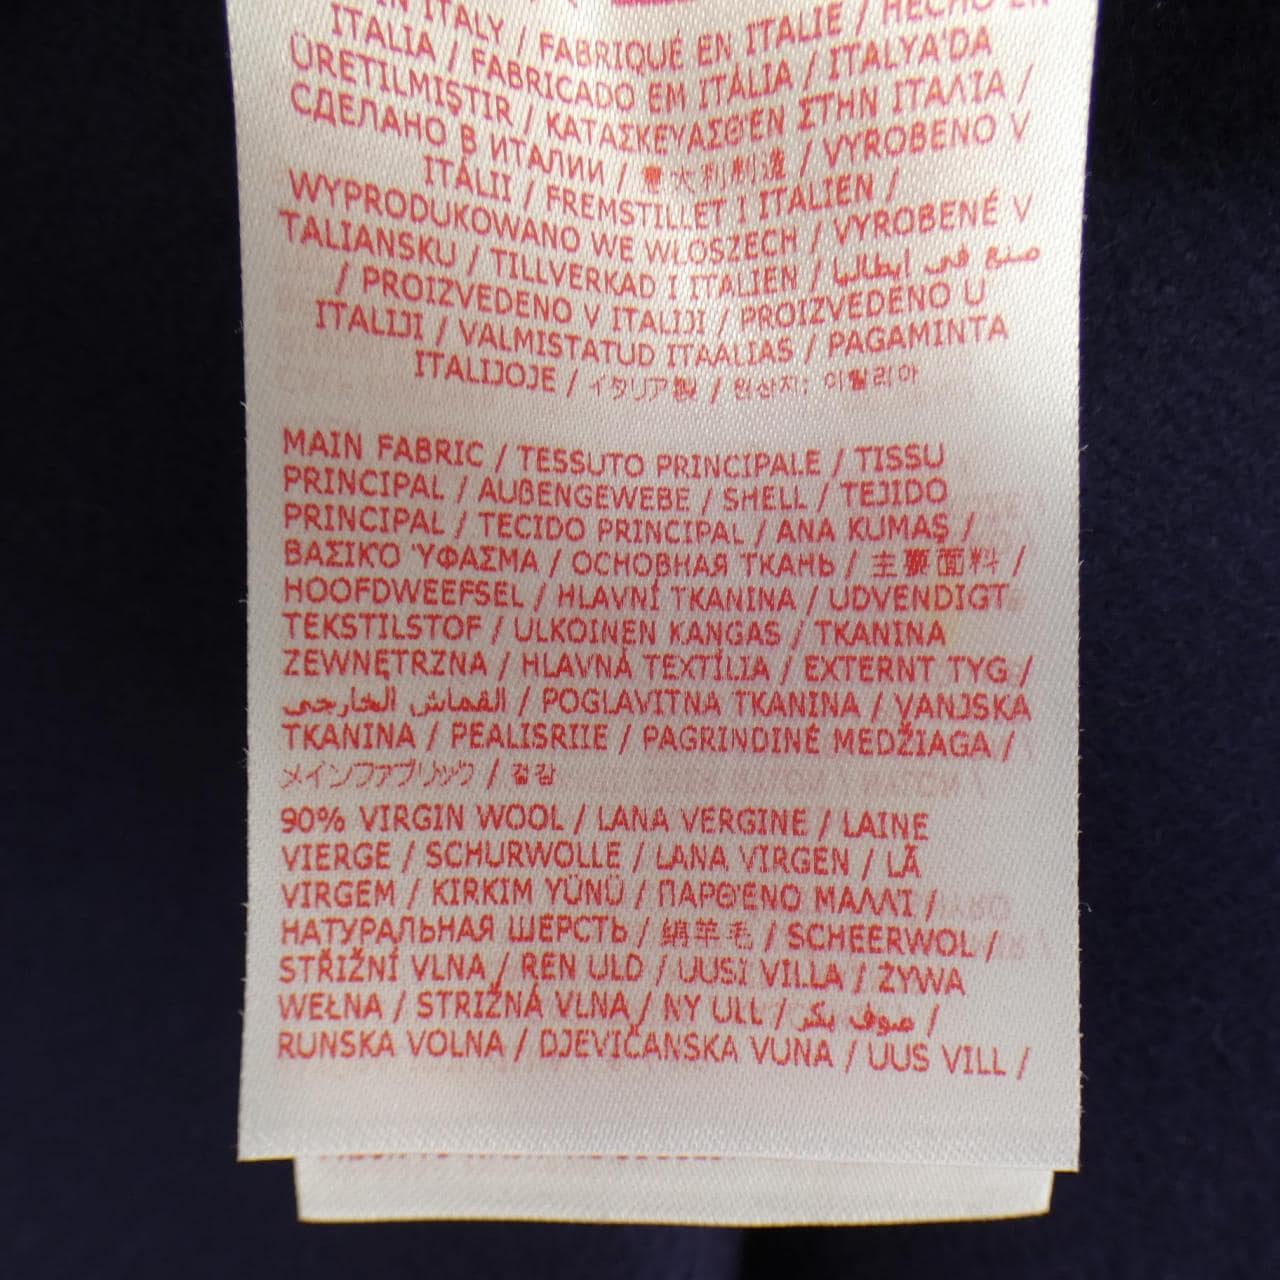 IN ITALY / FABRIQUÉ EN ITALIE / HECHO EN
ITALIA / FABRICADO EM ITÁLIA / ITALYA'DA
ÜRETILMIŞTIR / ΚΑΤΑΣΚΕΥΑΣΘΈΝ ΣΤΗΝ ΙΤΑΛΊΑ /
СДЕЛАНО В ИТАЛИИ / 意大利制造 / VYROBENO V
ITÁLII / FREMSTILLET I ITALIEN /
WYPRODUKOWANO WE WŁOSZECH / VYROBENÉ V
TALIANSKU / TILLVERKAD I ITALIEN / صنع في ايطاليا
/ PROIZVEDENO V ITALIJI / PROIZVEDENO U
ITALIJI / VALMISTATUD ITAALIAS / PAGAMINTA
ITALIJOJE / イタリア製 / 원산지: 이탈리아
MAIN FABRIC / TESSUTO PRINCIPALE / TISSU
PRINCIPAL / AUßENGEWEBE / SHELL / TEJIDO
PRINCIPAL / TECIDO PRINCIPAL / ANA KUMAŞ /
ΒΑΣΙΚΌ ΎΦΑΣΜΑ / ОСНОВНАЯ ТКАНЬ / 主要面料 /
HOOFDWEEFSEL / HLAVNÍ TKANINA / UDVENDIGT
TEKSTILSTOF / ULKOINEN KANGAS / TKANINA
ZEWNĘTRZNA / HLAVNÁ TEXTÍLIA / EXTERNT TYG /
القماش الخارجي / POGLAVITNA TKANINA / VANJSKA
TKANINA / PEALISRIIE / PAGRINDINĖ MEDŽIAGA /
メインファブリック / 겉감
90% VIRGIN WOOL / LANA VERGINE / LAINE
VIERGE / SCHURWOLLE / LANA VIRGEN / LÃ
VIRGEM / KIRKIM YÜNÜ / ΠΑΡΘΈΝΟ ΜΑΛΛΊ /
НАТУРАЛЬНАЯ ШЕРСТЬ / 绵羊毛 / SCHEERWOL /
STŘIŽNÍ VLNA / REN ULD / UUSI VILLA / ŻYWA
WEŁNA / STRIŽNÁ VLNA / NY ULL / صوف بكر /
RUNSKA VOLNA / DJEVIČANSKA VUNA / UUS VILL /